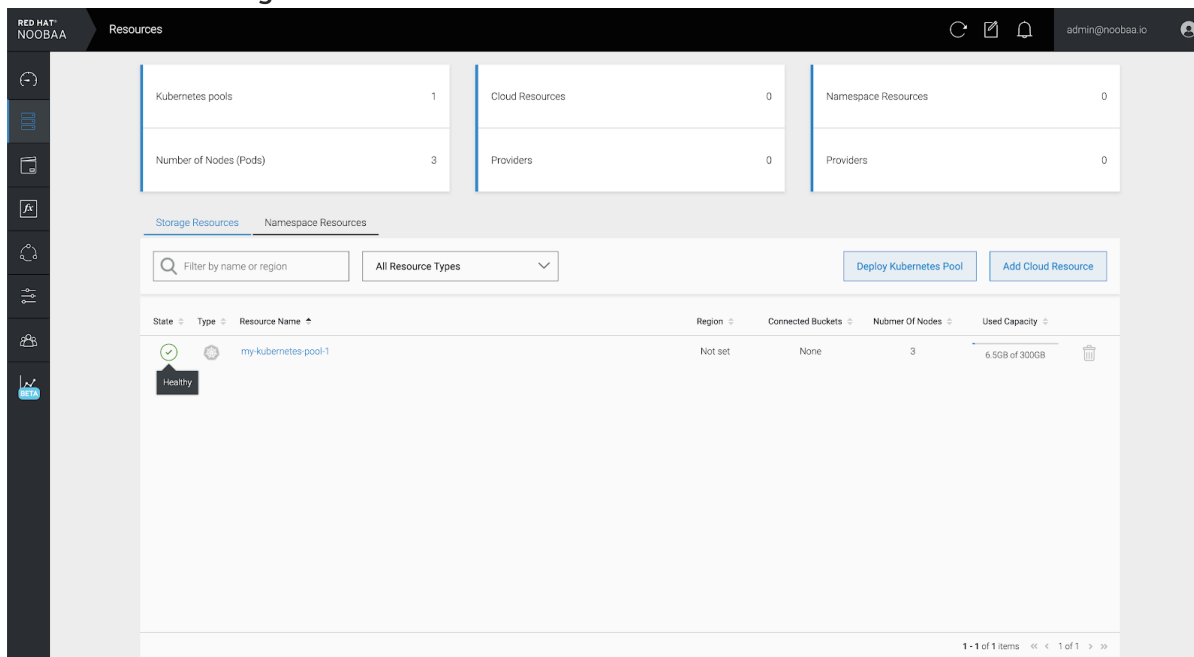 RED HAT®
NOOBAA
Resources
admin@noobaa.io
Kubernetes pools 1
Cloud Resources 0
Namespace Resources 0
Number of Nodes (Pods) 3
Providers 0
Providers 0
Storage Resources Namespace Resources
Filter by name or region
All Resource Types
Deploy Kubernetes Pool
Add Cloud Resource
State Type Resource Name Region Connected Buckets Nubmer Of Nodes Used Capacity
my-kubernetes-pool-1 Not set None 3 6.5GB of 300GB
Healthy
BETA
1 - 1 of 1 items << < 1 of 1 > >>